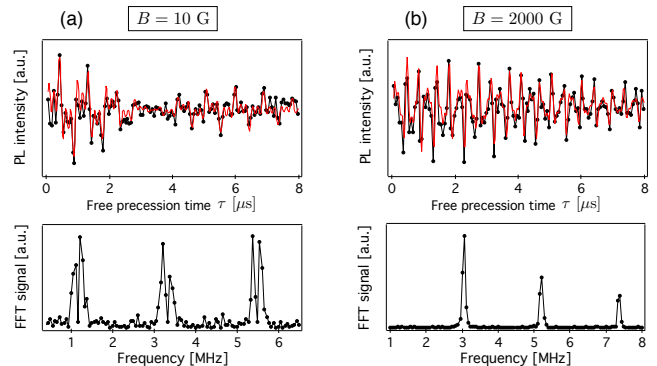 (a) B = 10 G
PL intensity [a.u.]
0 2 4 6 8
Free precession time τ [μs]
FFT signal [a.u.]
1 2 3 4 5 6
Frequency [MHz]
(b) B = 2000 G
PL intensity [a.u.]
0 2 4 6 8
Free precession time τ [μs]
FFT signal [a.u.]
1 2 3 4 5 6 7 8
Frequency [MHz]